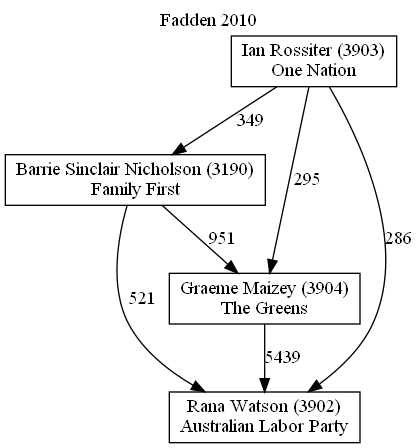 Fadden 2010
Ian Rossiter (3903)
One Nation
349
Barrie Sinclair Nicholson (3190)
Family First
295
951
286
Graeme Maizey (3904)
The Greens
521
5439
Rana Watson (3902)
Australian Labor Party